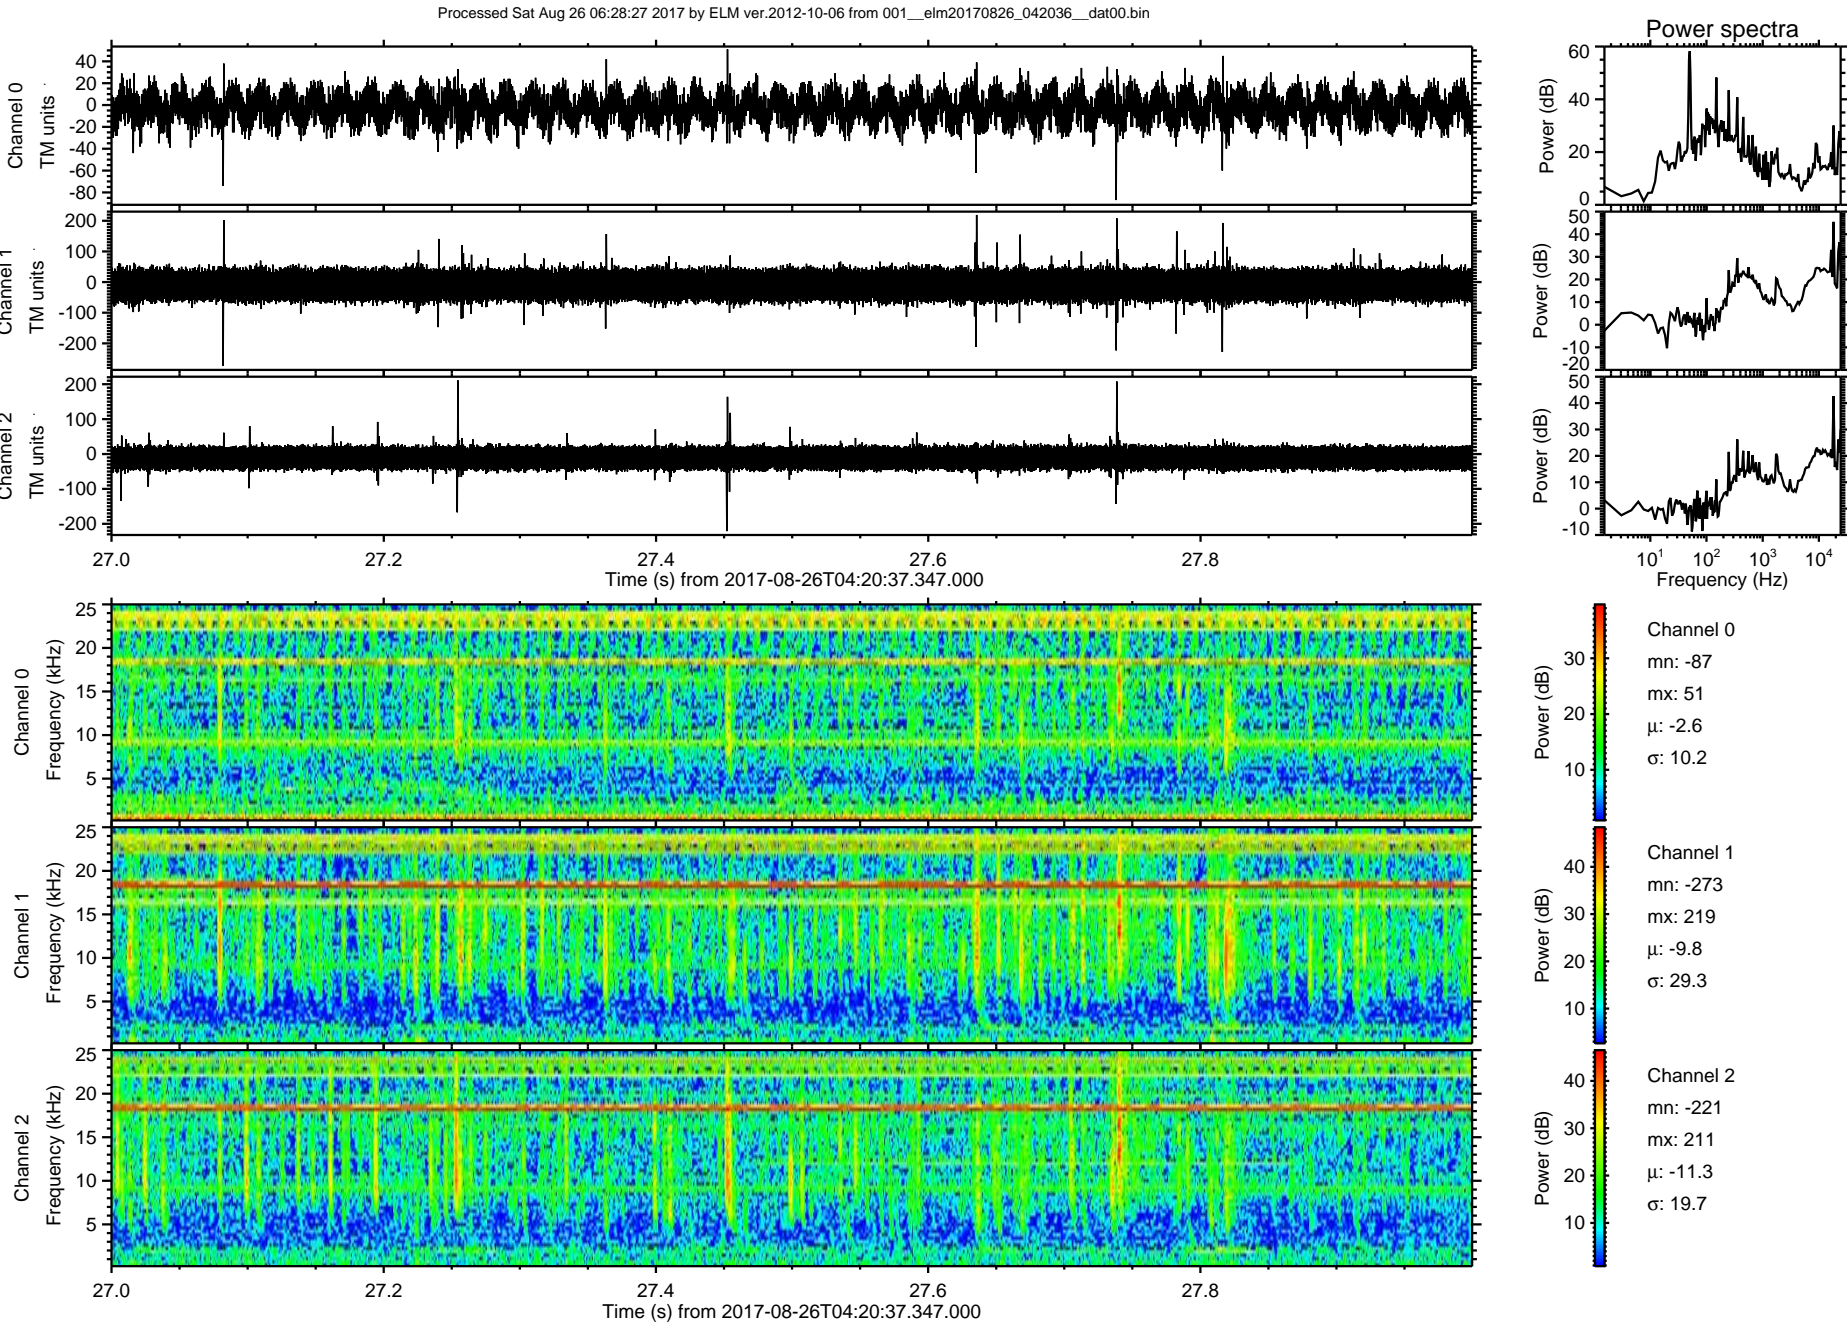 Processed Sat Aug 26 06:28:27 2017 by ELM ver.2012-10-06 from 001__elm20170826_042036__dat00.bin
Power spectra
Channel 0
TM units
40
20
0
-20
-40
-60
-80
Power (dB)
60
40
20
0
Channel 1
TM units
200
100
0
-100
-200
Power (dB)
50
40
30
20
10
0
-10
-20
Channel 2
TM units
200
100
0
-100
-200
Power (dB)
50
40
30
20
10
0
-10
27.0 27.2 27.4 27.6 27.8
Time (s) from 2017-08-26T04:20:37.347.000
10¹ 10² 10³ 10⁴
Frequency (Hz)
Channel 0
Frequency (kHz)
25
20
15
10
5
Power (dB)
30
20
10
Channel 0
mn: -87
mx: 51
μ: -2.6
σ: 10.2
Channel 1
Frequency (kHz)
25
20
15
10
5
Power (dB)
40
30
20
10
Channel 1
mn: -273
mx: 219
μ: -9.8
σ: 29.3
Channel 2
Frequency (kHz)
25
20
15
10
5
Power (dB)
40
30
20
10
Channel 2
mn: -221
mx: 211
μ: -11.3
σ: 19.7
27.0 27.2 27.4 27.6 27.8
Time (s) from 2017-08-26T04:20:37.347.000